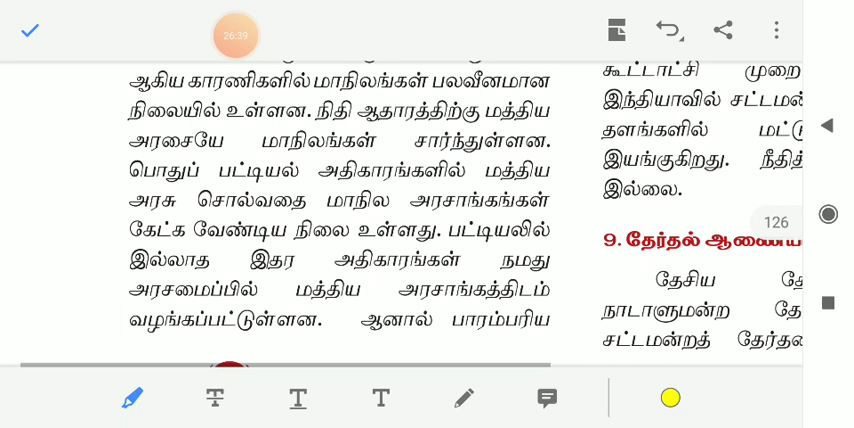 26:39
ஆகிய காரணிகளில் மாநிலங்கள் பலவீனமான
நிலையில் உள்ளன. நிதி ஆதாரத்திற்கு மத்திய
அரசையே மாநிலங்கள் சார்ந்துள்ளன.
பொதுப் பட்டியல் அதிகாரங்களில் மத்திய
அரசு சொல்வதை மாநில அரசாங்கங்கள்
கேட்க வேண்டிய நிலை உள்ளது. பட்டியலில்
இல்லாத இதர அதிகாரங்கள் நமது
அரசமைப்பில் மத்திய அரசாங்கத்திடம்
வழங்கப்பட்டுள்ளன. ஆனால் பாரம்பரிய
கூட்டாட்சி முறை
இந்தியாவில்
தளங்களில்
இயங்குகிறது.
இல்லை.
126
9. தேர்தல்
தேசிய
நாடாளுமன்ற
சட்டமன்றத்